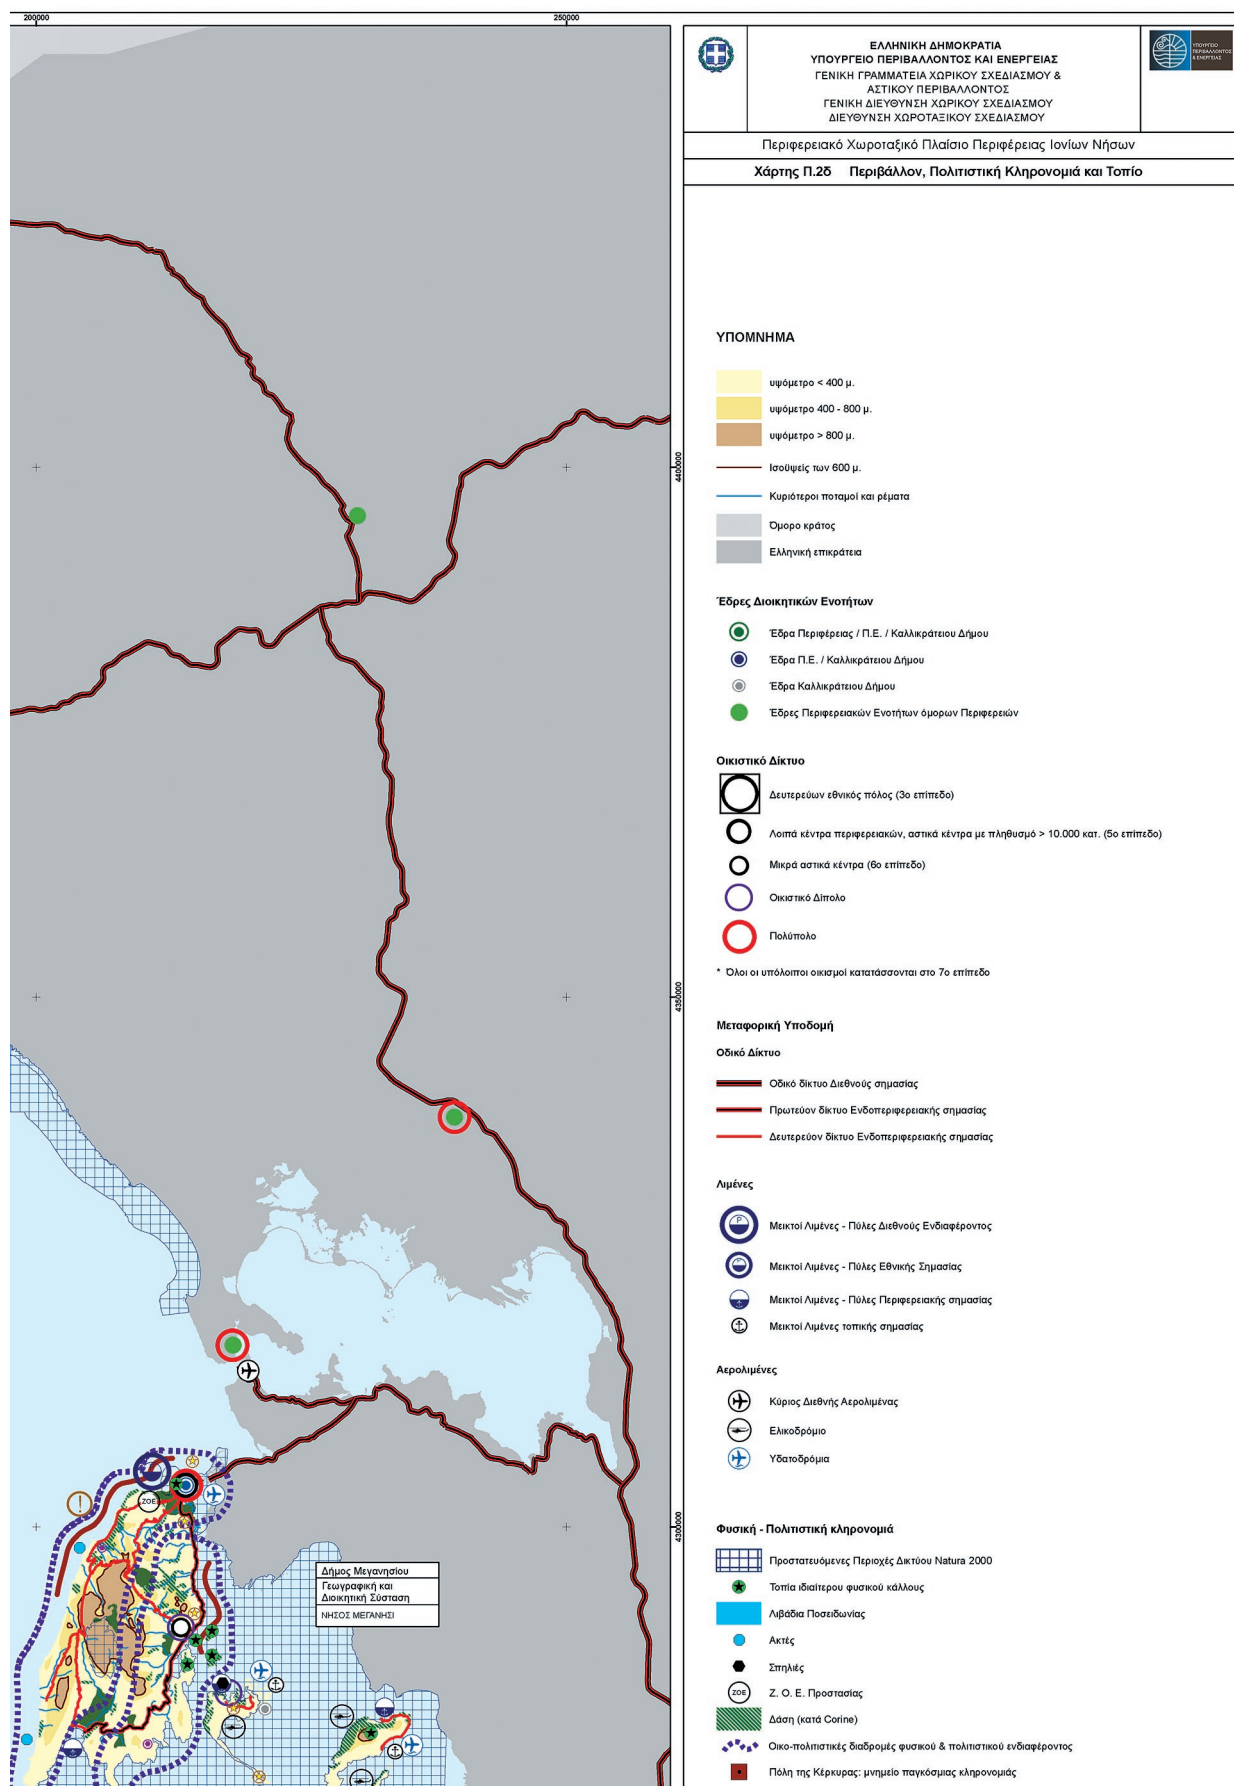 200000
250000
ΕΛΛΗΝΙΚΗ ΔΗΜΟΚΡΑΤΙΑ
ΥΠΟΥΡΓΕΙΟ ΠΕΡΙΒΑΛΛΟΝΤΟΣ ΚΑΙ ΕΝΕΡΓΕΙΑΣ
ΓΕΝΙΚΗ ΓΡΑΜΜΑΤΕΙΑ ΧΩΡΙΚΟΥ ΣΧΕΔΙΑΣΜΟΥ &
ΑΣΤΙΚΟΥ ΠΕΡΙΒΑΛΛΟΝΤΟΣ
ΓΕΝΙΚΗ ΔΙΕΥΘΥΝΣΗ ΧΩΡΙΚΟΥ ΣΧΕΔΙΑΣΜΟΥ
ΔΙΕΥΘΥΝΣΗ ΧΩΡΟΤΑΞΙΚΟΥ ΣΧΕΔΙΑΣΜΟΥ
ΥΠΟΥΡΓΕΙΟ
ΠΕΡΙΒΑΛΛΟΝΤΟΣ
& ΕΝΕΡΓΕΙΑΣ
Περιφερειακό Χωροταξικό Πλαίσιο Περιφέρειας Ιονίων Νήσων
Χάρτης Π.2δ Περιβάλλον, Πολιτιστική Κληρονομιά και Τοπίο
ΥΠΟΜΝΗΜΑ
υψόμετρο < 400 μ.
υψόμετρο 400 - 800 μ.
υψόμετρο > 800 μ.
Ισοϋψείς των 600 μ.
Κυριότεροι ποταμοί και ρέματα
Όμορο κράτος
Ελληνική επικράτεια
Έδρες Διοικητικών Ενοτήτων
Έδρα Περιφέρειας / Π.Ε. / Καλλικράτειου Δήμου
Έδρα Π.Ε. / Καλλικράτειου Δήμου
Έδρα Καλλικράτειου Δήμου
Έδρες Περιφερειακών Ενοτήτων όμορων Περιφερειών
Οικιστικό Δίκτυο
Δευτερεύων εθνικός πόλος (3ο επίπεδο)
Λοιπά κέντρα περιφερειακών, αστικά κέντρα με πληθυσμό > 10.000 κατ. (5ο επίπεδο)
Μικρά αστικά κέντρα (6ο επίπεδο)
Οικιστικό Δίπολο
Πολύπολο
* Όλοι οι υπόλοιποι οικισμοί κατατάσσονται στο 7ο επίπεδο
Μεταφορική Υποδομή
Οδικό Δίκτυο
Οδικό δίκτυο Διεθνούς σημασίας
Πρωτεύον δίκτυο Ενδοπεριφερειακής σημασίας
Δευτερεύον δίκτυο Ενδοπεριφερειακής σημασίας
Λιμένες
P
Μεικτοί Λιμένες - Πύλες Διεθνούς Ενδιαφέροντος
Μεικτοί Λιμένες - Πύλες Εθνικής Σημασίας
Μεικτοί Λιμένες - Πύλες Περιφερειακής σημασίας
Μεικτοί Λιμένες τοπικής σημασίας
Αερολιμένες
Κύριος Διεθνής Αερολιμένας
Ελικοδρόμιο
Υδατοδρόμια
Φυσική - Πολιτιστική κληρονομιά
Προστατευόμενες Περιοχές Δικτύου Natura 2000
Τοπία ιδιαίτερου φυσικού κάλλους
Λιβάδια Ποσειδωνίας
Ακτές
Σπηλιές
ΖΟΕ
Ζ. Ο. Ε. Προστασίας
Δάση (κατά Corine)
Οικο-πολιτιστικές διαδρομές φυσικού & πολιτιστικού ενδιαφέροντος
Πόλη της Κέρκυρας: μνημείο παγκόσμιας κληρονομιάς
4400000
4350000
4300000
ΖΟΕ
!
Δήμος Μεγανησίου
Γεωγραφική και
Διοικητική Σύσταση
ΝΗΣΟΣ ΜΕΓΑΝΗΣΙ